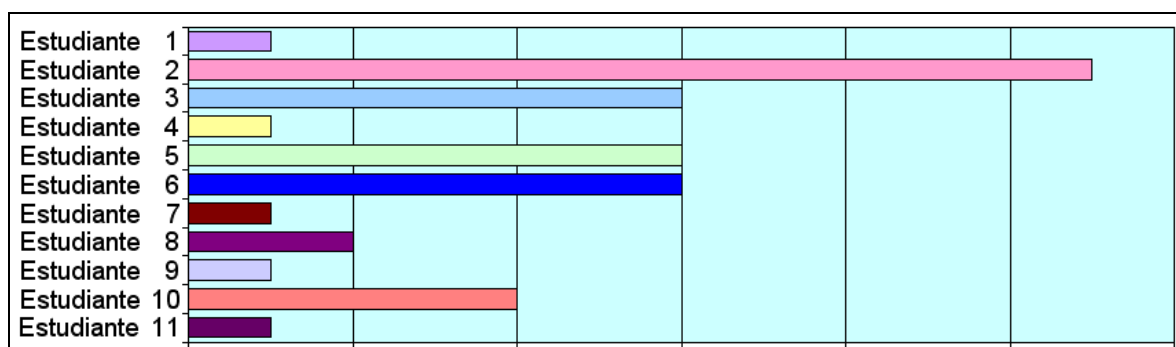 Estudiante 1
Estudiante 2
Estudiante 3
Estudiante 4
Estudiante 5
Estudiante 6
Estudiante 7
Estudiante 8
Estudiante 9
Estudiante 10
Estudiante 11